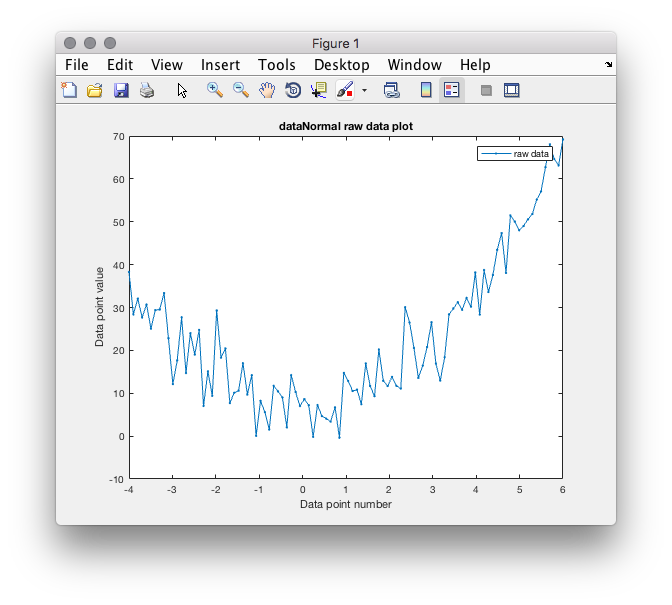 Figure 1
File Edit View Insert Tools Desktop Window Help
dataNormal raw data plot
raw data
Data point value
70
60
50
40
30
20
10
0
-10
-4 -3 -2 -1 0 1 2 3 4 5 6
Data point number